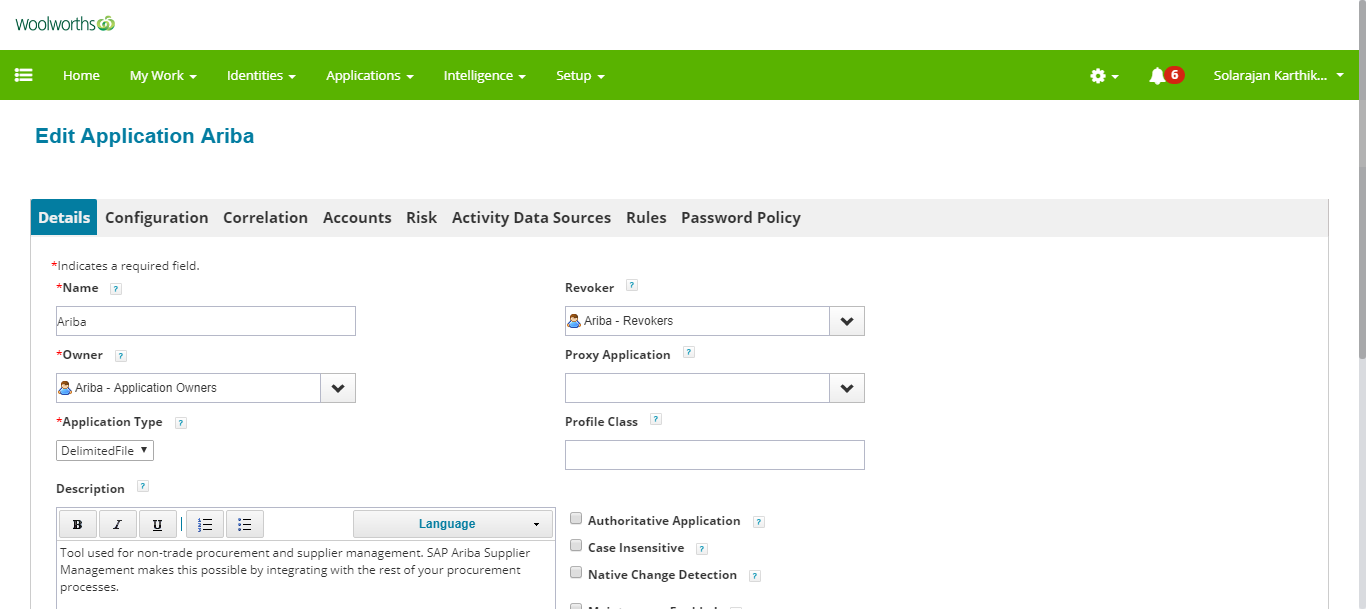 woolworths
Home My Work Identities Applications Intelligence Setup 6 Solarajan Karthik...
Edit Application Ariba
Details Configuration Correlation Accounts Risk Activity Data Sources Rules Password Policy
*Indicates a required field.
*Name ?
Ariba
Revoker ?
Ariba - Revokers
*Owner ?
Ariba - Application Owners
Proxy Application ?
*Application Type ?
DelimitedFile
Profile Class ?
Description ?
B I U Language
Tool used for non-trade procurement and supplier management. SAP Ariba Supplier
Management makes this possible by integrating with the rest of your procurement
processes.
Authoritative Application ?
Case Insensitive ?
Native Change Detection ?